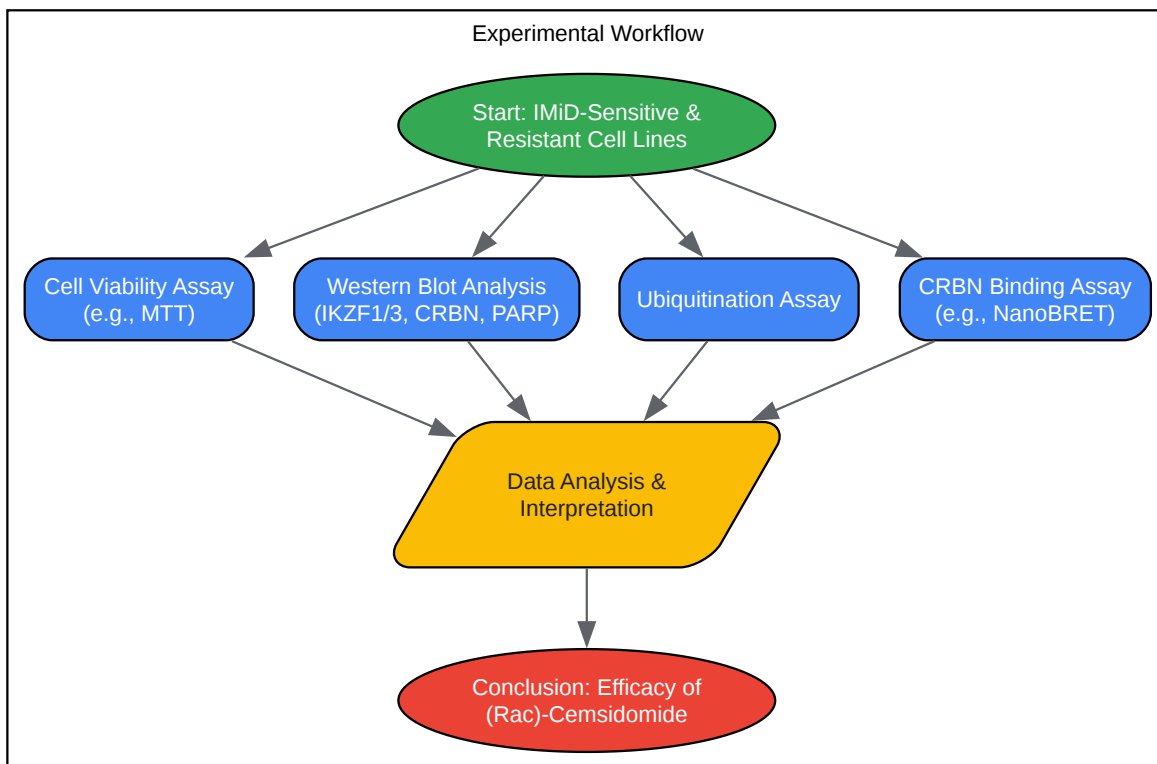 Experimental Workflow
Start: IMiD-Sensitive &
Resistant Cell Lines
Cell Viability Assay
(e.g., MTT)
Western Blot Analysis
(IKZF1/3, CRBN, PARP)
Ubiquitination Assay
CRBN Binding Assay
(e.g., NanoBRET)
Data Analysis &
Interpretation
Conclusion: Efficacy of
(Rac)-Cemsidomide